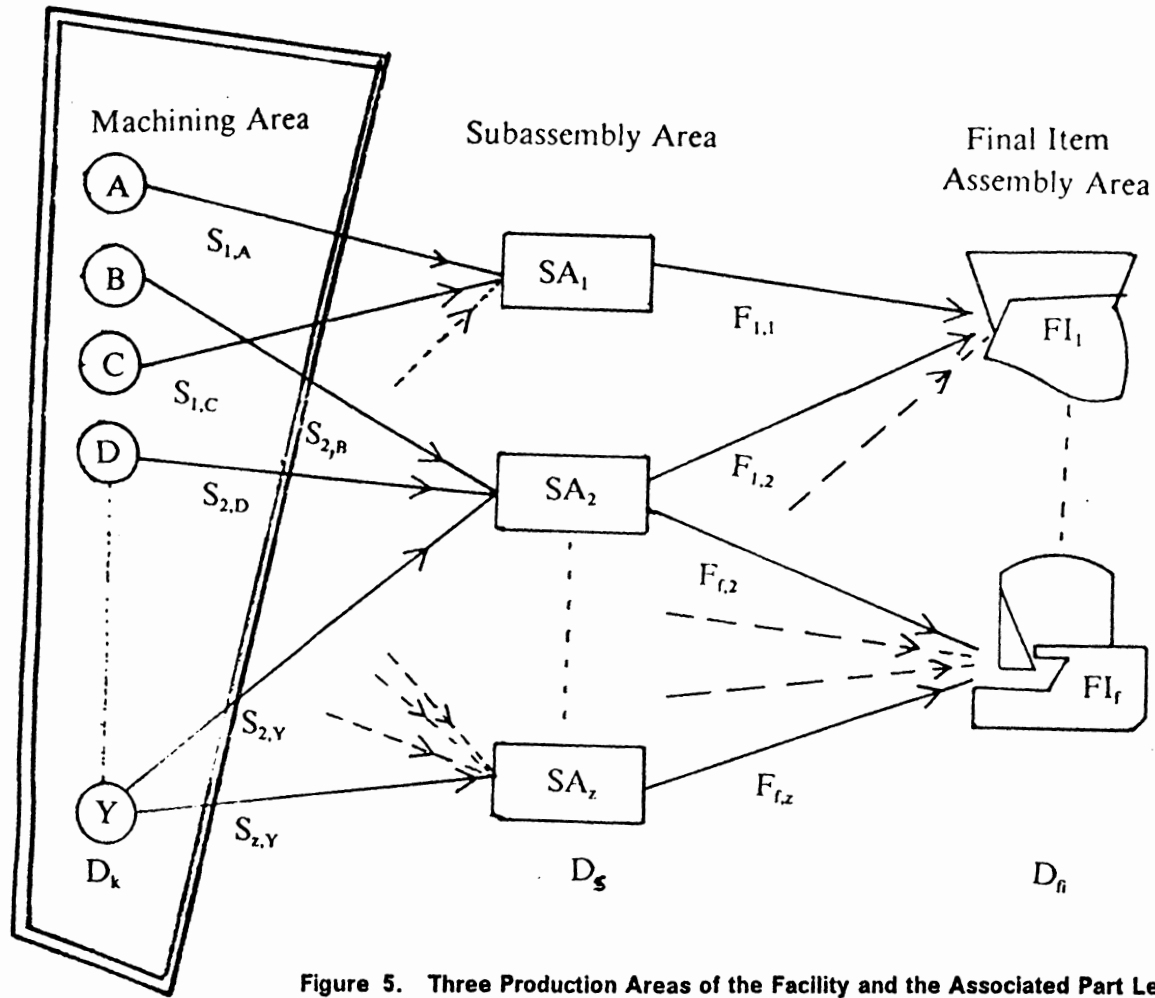 Machining Area
Subassembly Area
Final Item
Assembly Area
A
B
C
D
Y
S1,A
S1,C
S2,B
S2,D
S2,Y
Sz,Y
SA1
SA2
SAz
F1,1
F1,2
Ff,2
Ff,z
FI1
FIf
Dk
Ds
Dfi
Figure 5. Three Production Areas of the Facility and the Associated Part Le